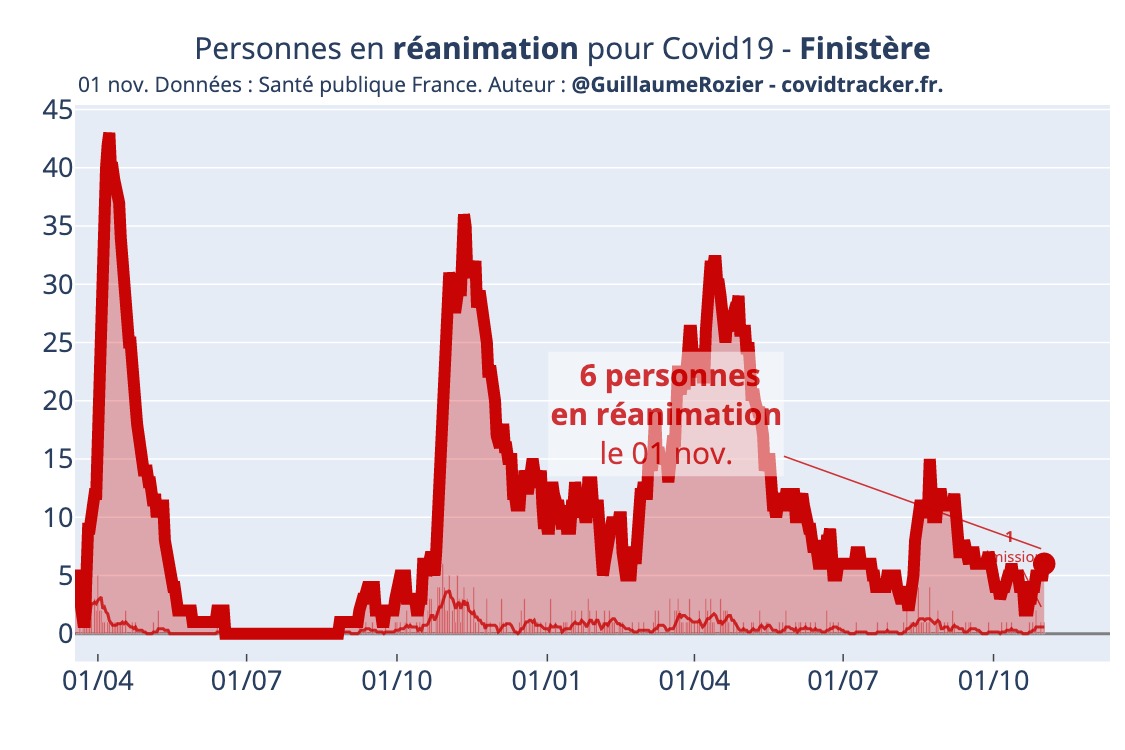 Personnes en réanimation pour Covid19 - Finistère
01 nov. Données : Santé publique France. Auteur : @GuillaumeRozier - covidtracker.fr.
45
40
35
30
25
20
15
10
5
0
6 personnes
en réanimation
le 01 nov.
1
01/04 01/07 01/10 01/01 01/04 01/07 01/10